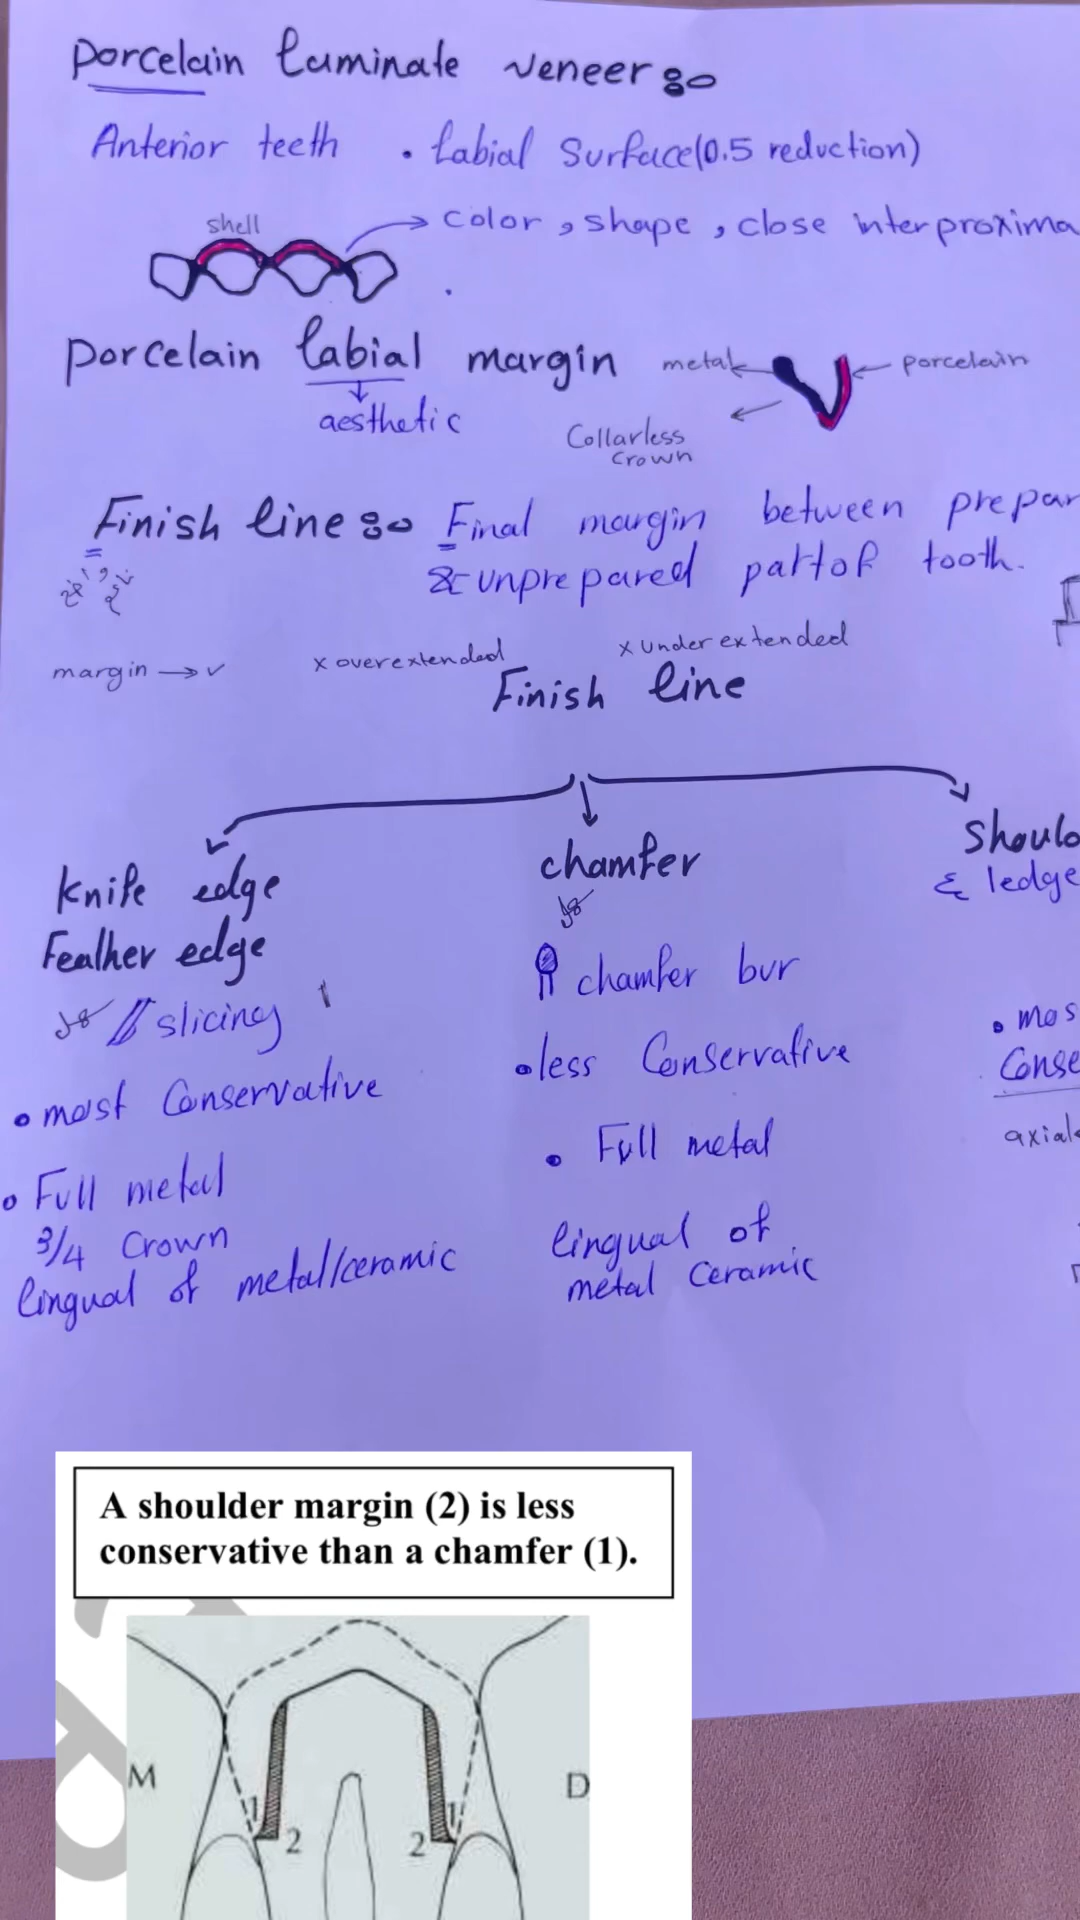 Porcelain laminate veneer
Anterior teeth . labial surface (0.5 reduction)
shell
color , shape , close interproxima
porcelain labial margin
metal
porcelain
aesthetic
Collarless
Crown
Finish line Final margin between prepar
& unprepared part of tooth.
margin → ✓ x overextended x under extended
Finish line
Knife edge
Feather edge
slicing
• most Conservative
• Full metal
3/4 Crown
lingual of metal/ceramic
chamfer
chamfer bur
• less Conservative
• Full metal
lingual of
metal Ceramic
Shoul
& ledge
• mos
Conse
axial
A shoulder margin (2) is less
conservative than a chamfer (1).
M
D
1
2
2
1